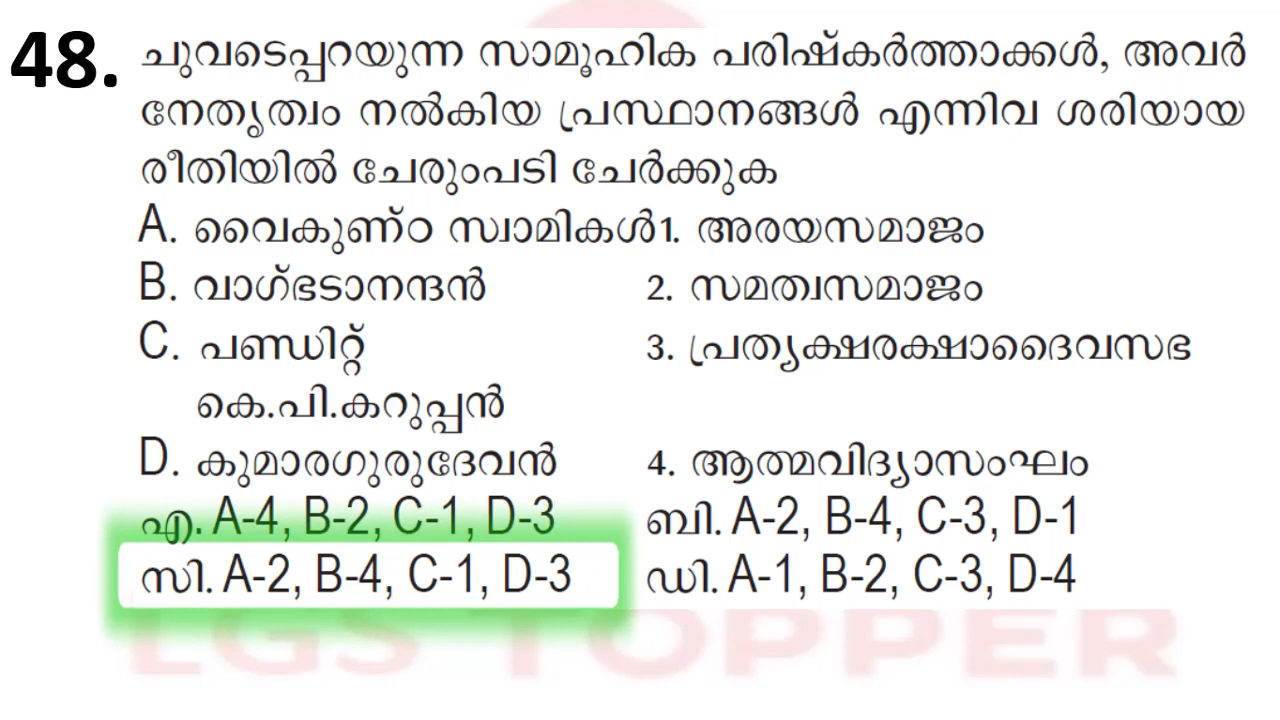 48. ചുവടെപ്പറയുന്ന സാമൂഹിക പരിഷ്കർത്താക്കൾ, അവർ
നേതൃത്വം നൽകിയ പ്രസ്ഥാനങ്ങൾ എന്നിവ ശരിയായ
രീതിയിൽ ചേരുംപടി ചേർക്കുക
A. വൈകുണ്ഠ സ്വാമികൾ 1. അരയസമാജം
B. വാഗ്ഭടാനന്ദൻ 2. സമത്വസമാജം
C. പണ്ഡിറ്റ് 3. പ്രത്യക്ഷരക്ഷാദൈവസഭ
കെ.പി.കറുപ്പൻ
D. കുമാരഗുരുദേവൻ 4. ആത്മവിദ്യാസംഘം
എ. A-4, B-2, C-1, D-3 ബി. A-2, B-4, C-3, D-1
സി. A-2, B-4, C-1, D-3 ഡി. A-1, B-2, C-3, D-4
LGS TOPPER